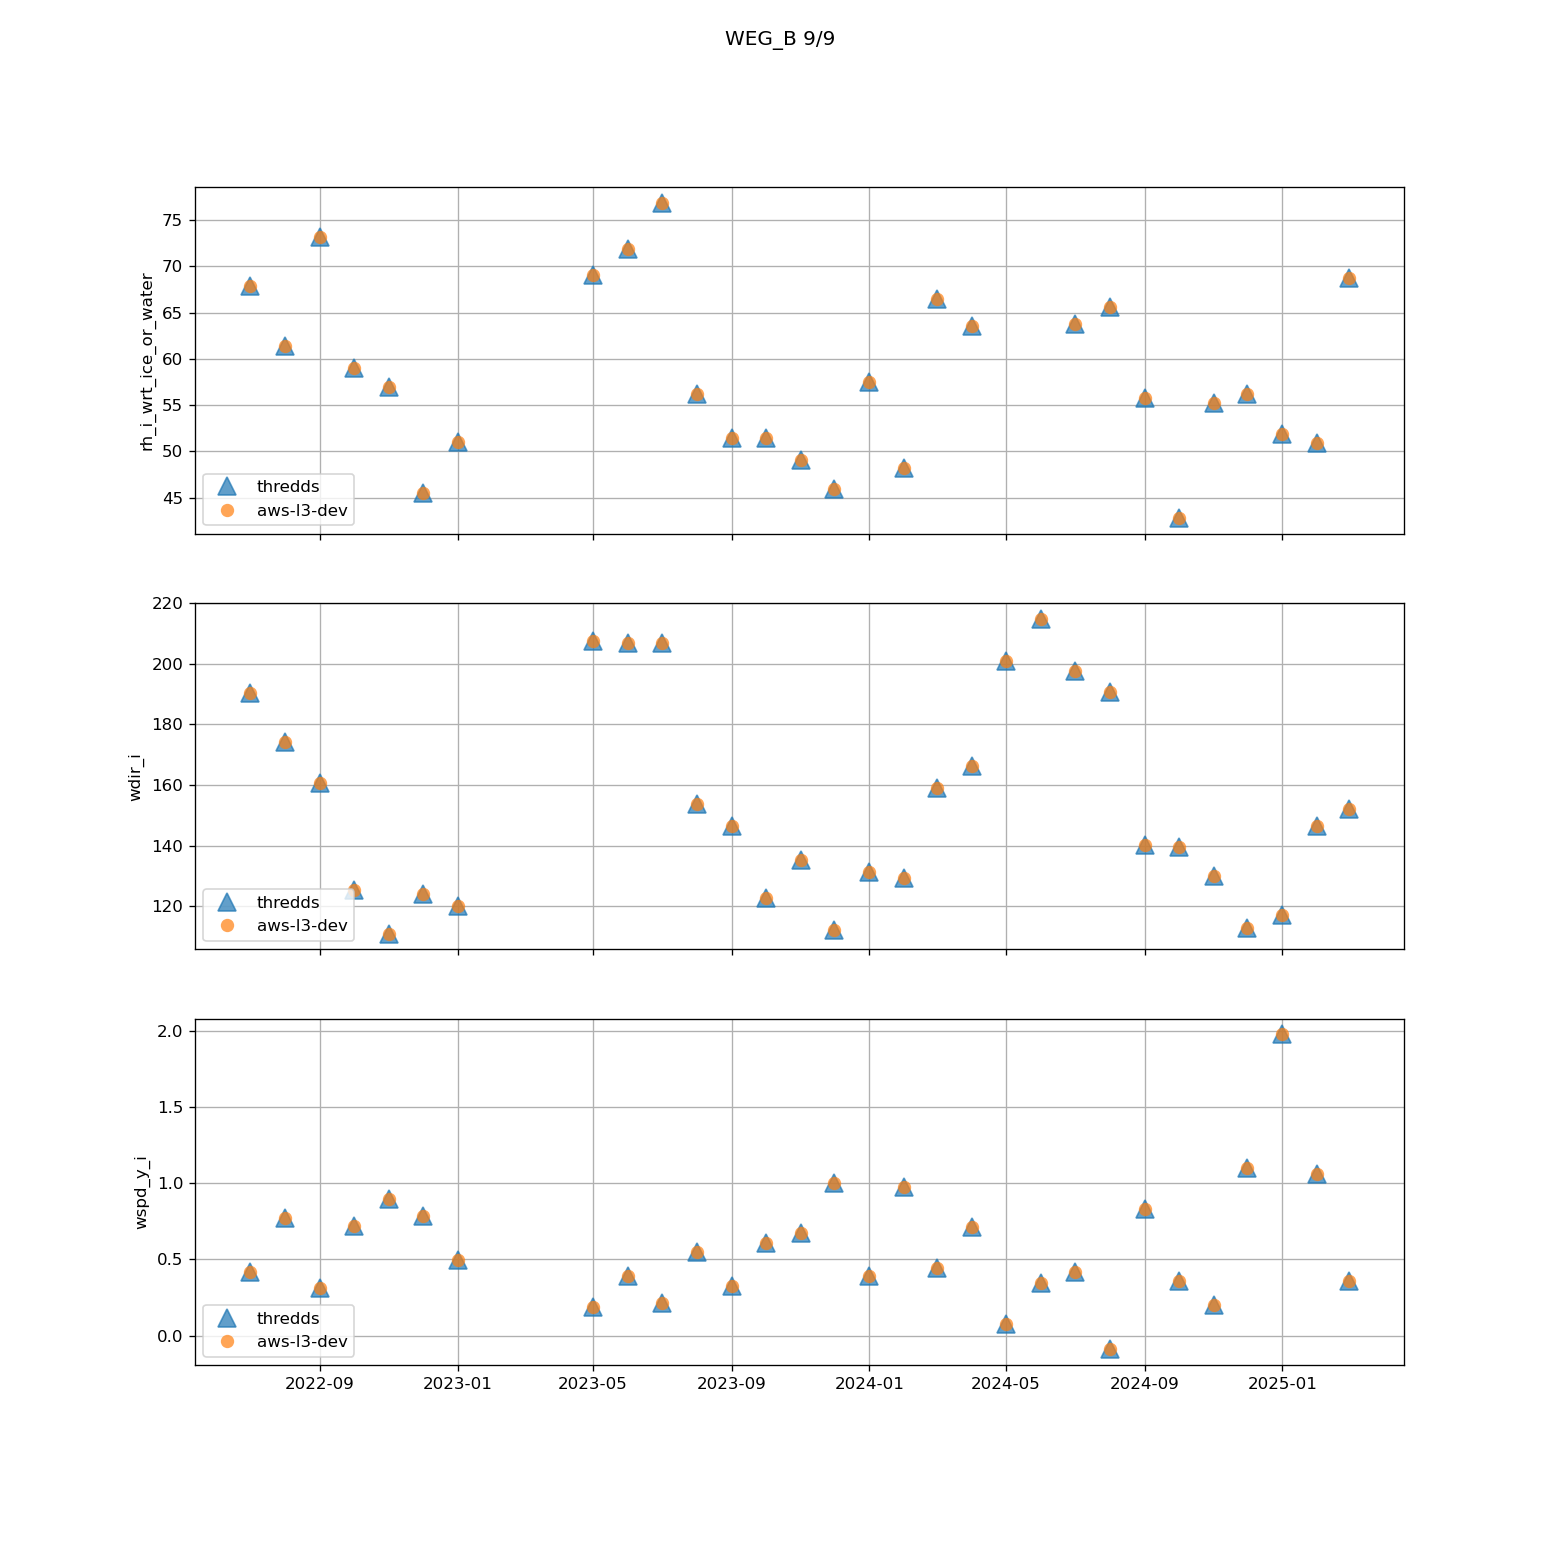 WEG_B 9/9
rh_i_wrt_ice_or_water
75
70
65
60
55
50
45
thredds
aws-l3-dev
wdir_i
220
200
180
160
140
120
thredds
aws-l3-dev
wspd_y_i
2.0
1.5
1.0
0.5
0.0
thredds
aws-l3-dev
2022-09 2023-01 2023-05 2023-09 2024-01 2024-05 2024-09 2025-01